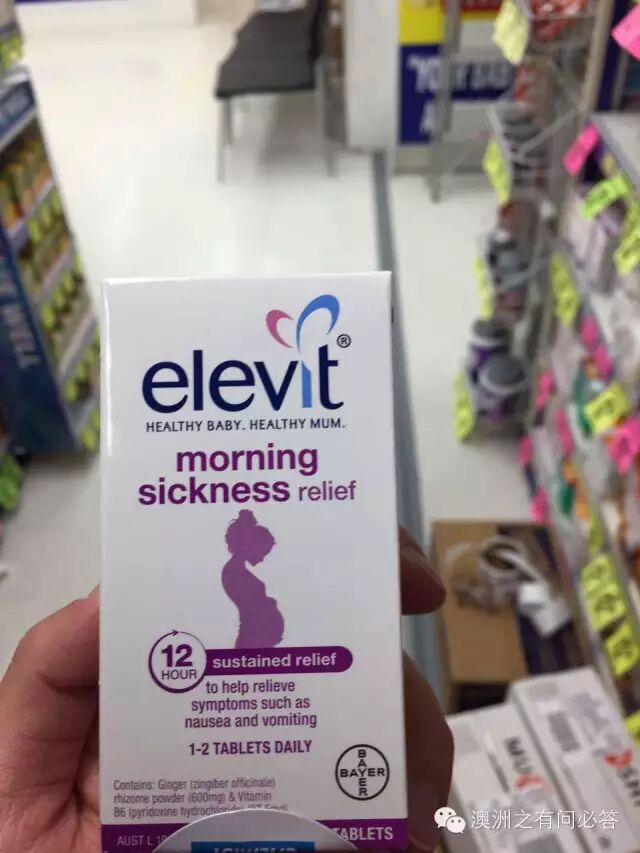 elevit®
HEALTHY BABY. HEALTHY MUM.
morning
sickness relief
12
HOUR
sustained relief
to help relieve
symptoms such as
nausea and vomiting
1-2 TABLETS DAILY
BAYER
BAYER
Contains: Ginger (zingiber officinale)
rhizome powder (600mg) & Vitamin
B6 (pyridoxine hydrochloride)
AUST L
TABLETS
澳洲之有问必答